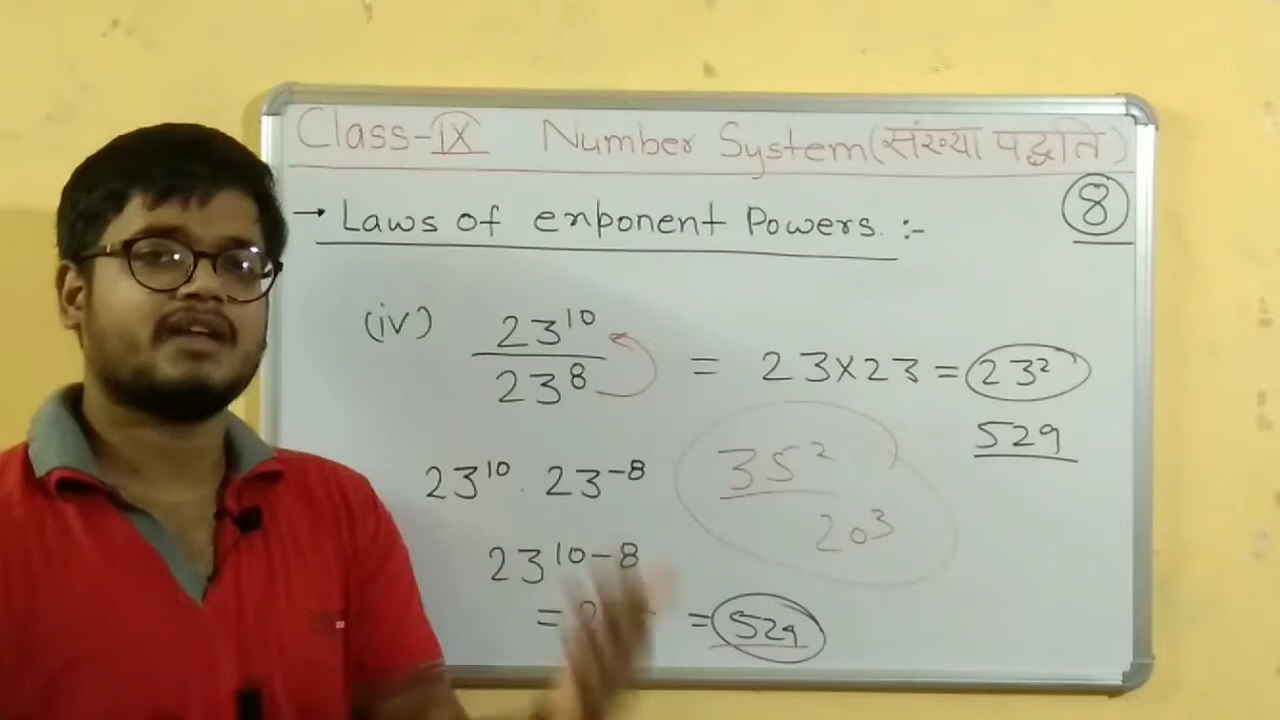 Class-IX Number System (संख्या पद्धति)
8
→ Laws of enponent Powers. :-
(iv) 23¹⁰ / 23⁸ = 23×23 = 23²
529
35²
20³
23¹⁰ . 23⁻⁸
23¹⁰⁻⁸
= = 529